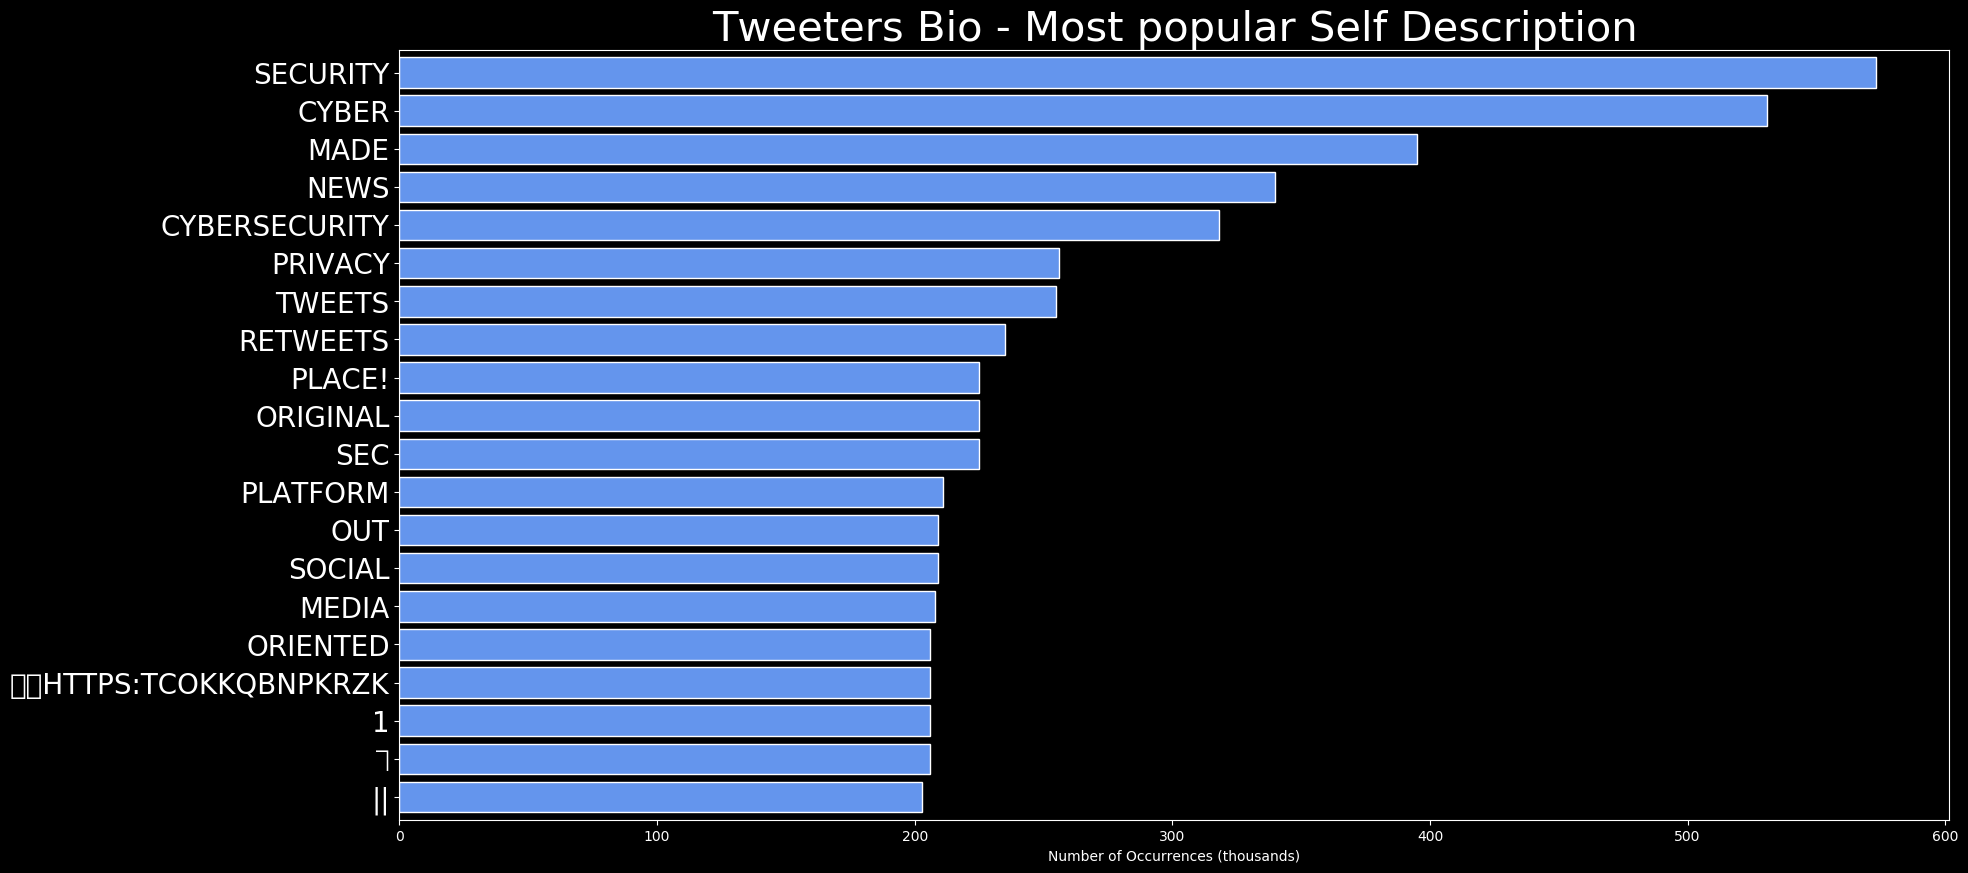 Tweeters Bio - Most popular Self Description
SECURITY
CYBER
MADE
NEWS
CYBERSECURITY
PRIVACY
TWEETS
RETWEETS
PLACE!
ORIGINAL
SEC
PLATFORM
OUT
SOCIAL
MEDIA
ORIENTED
HTTPS:TCOKKQBNPKRZK
1
┐
||
0 100 200 300 400 500 600
Number of Occurrences (thousands)